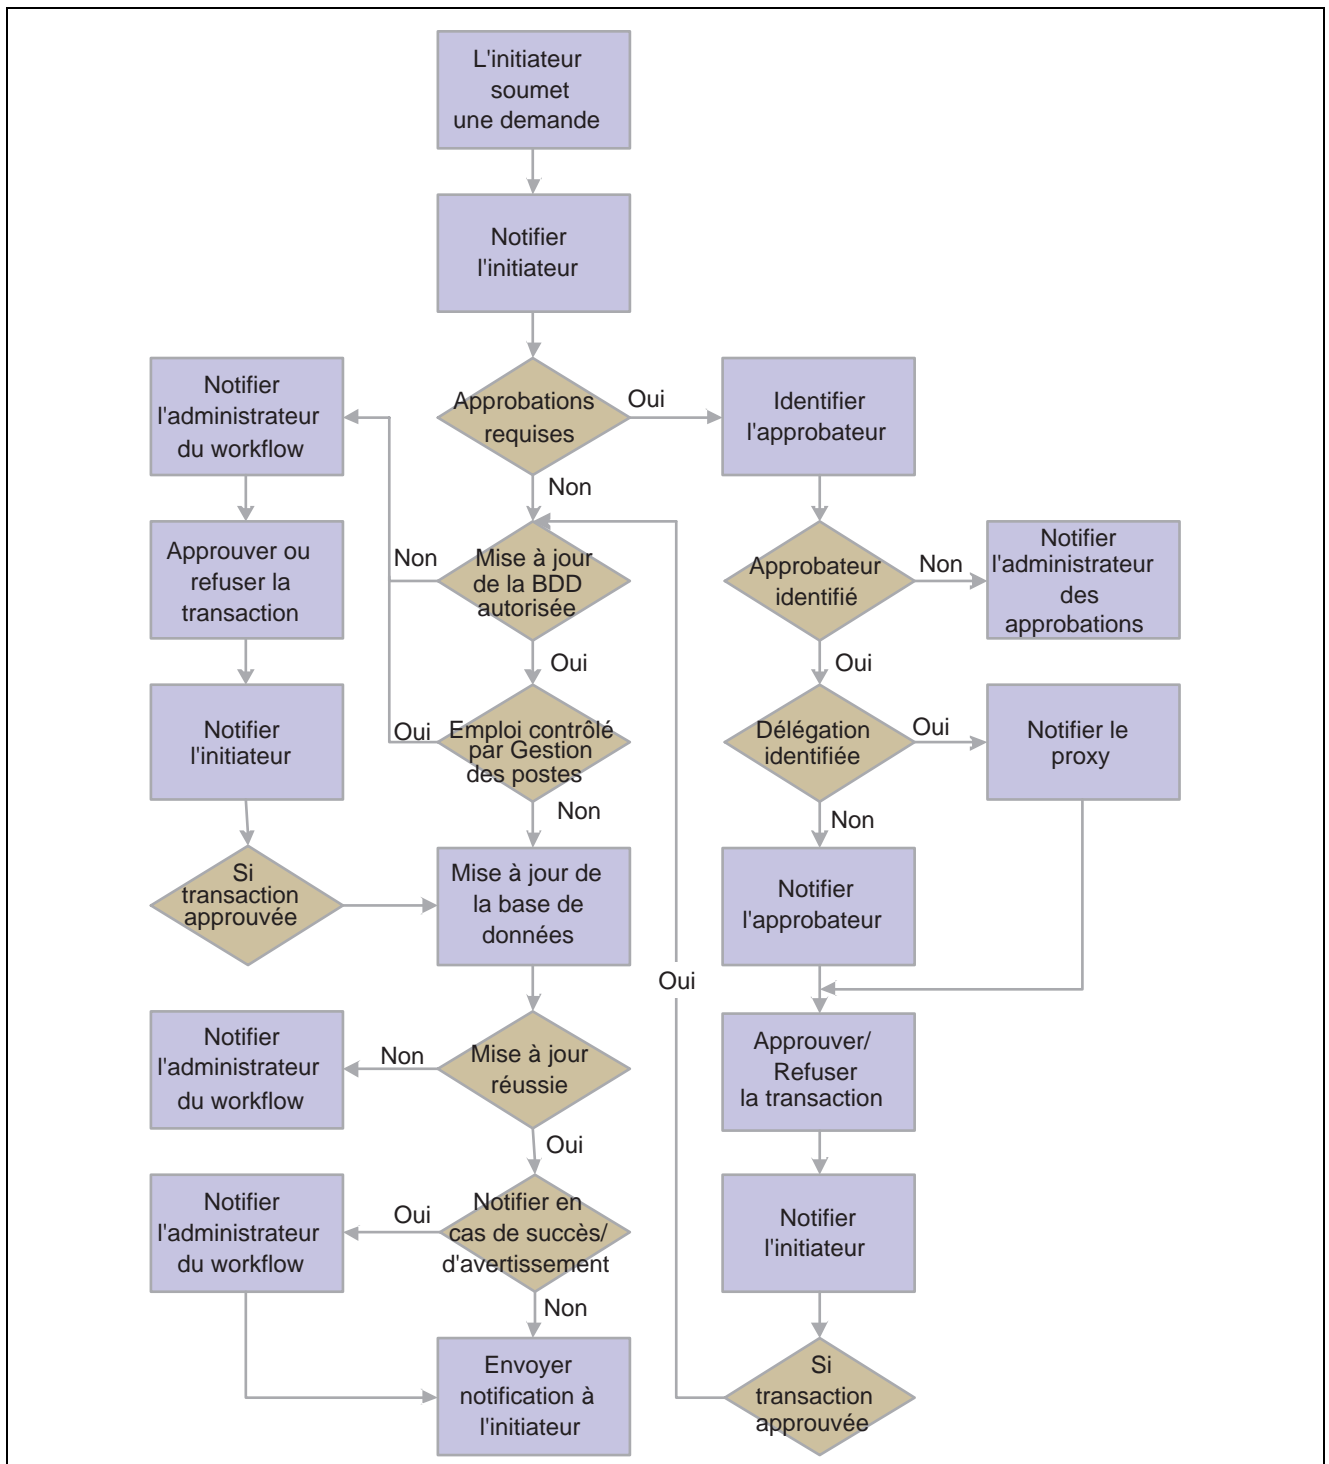 L'initiateur
soumet
une demande
Notifier
l'initiateur
Approbations
requises
Oui
Non
Identifier
l'approbateur
Notifier
l'administrateur
du workflow
Approuver ou
refuser la
transaction
Notifier
l'initiateur
Si
transaction
approuvée
Non
Mise à jour
de la BDD
autorisée
Oui
Oui
Emploi contrôlé
par Gestion
des postes
Non
Mise à jour de
la base de
données
Approbateur
identifié
Non
Notifier
l'administrateur
des
approbations
Oui
Délégation
identifiée
Oui
Notifier le
proxy
Non
Notifier
l'approbateur
Oui
Approuver/
Refuser
la transaction
Notifier
l'initiateur
Si
transaction
approuvée
Mise à jour
réussie
Non
Notifier
l'administrateur
du workflow
Oui
Notifier en
cas de succès/
d'avertissement
Oui
Notifier
l'administrateur
du workflow
Non
Envoyer
notification à
l'initiateur